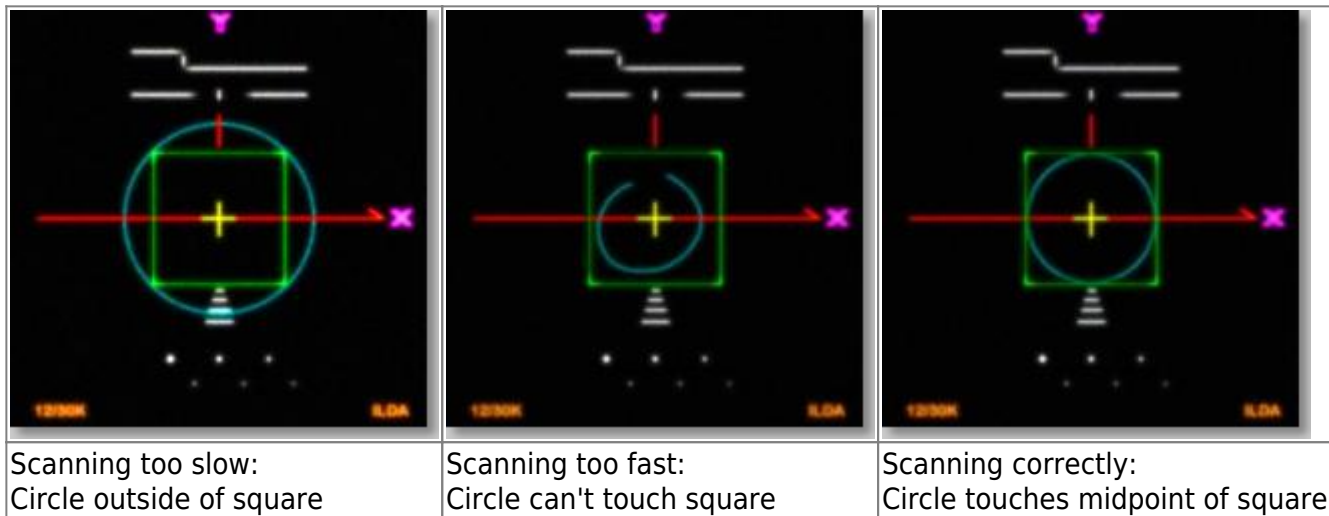 Y
X
12/30K
ILDA
Y
X
12/30K
ILDA
Y
X
12/30K
ILDA
Scanning too slow:
Circle outside of square
Scanning too fast:
Circle can't touch square
Scanning correctly:
Circle touches midpoint of square